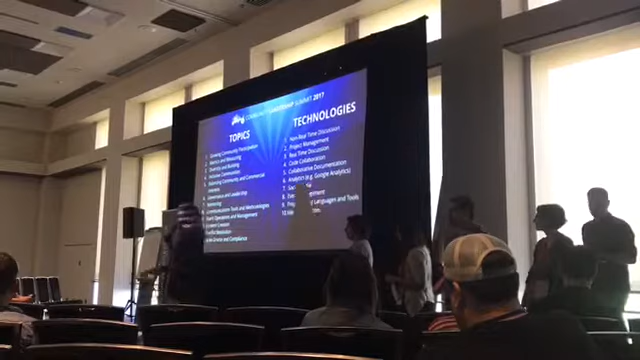 COMMUNITY LEADERSHIP SUMMIT 2017
TOPICS
1. Growing Community Participation
2. Metrics and Measuring
3. Diversity and Building
Inclusive Communities
5. Balancing Community and Commercial
Interests
Governance and Leadership
Mentoring
Communication Tools and Methodologies
Event Operations and Management
Content Creation
Conflict Resolution
and Compliance
TECHNOLOGIES
1. Non-Real Time Discussion
2. Project Management
3. Real Time Discussion
4. Code Collaboration
5. Collaborative Documentation
6. Analytics (e.g. Google Analytics)
7. Soc
8.
9. Languages and Tools
10.